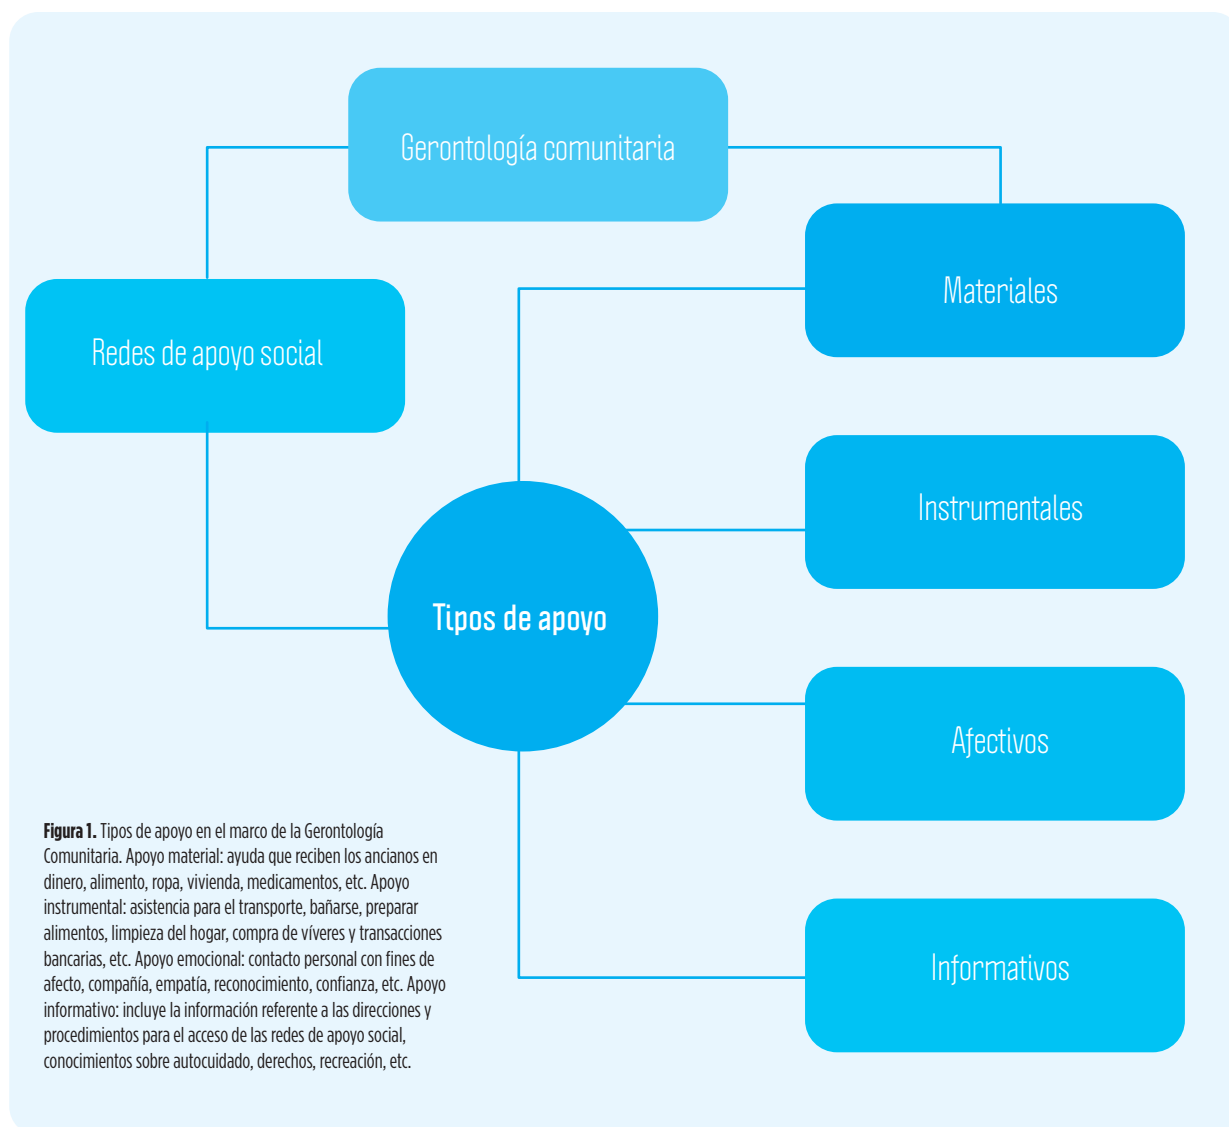 Gerontología comunitaria
Materiales
Redes de apoyo social
Instrumentales
Tipos de apoyo
Afectivos
Informativos
Figura 1. Tipos de apoyo en el marco de la Gerontología
Comunitaria. Apoyo material: ayuda que reciben los ancianos en
dinero, alimento, ropa, vivienda, medicamentos, etc. Apoyo
instrumental: asistencia para el transporte, bañarse, preparar
alimentos, limpieza del hogar, compra de víveres y transacciones
bancarias, etc. Apoyo emocional: contacto personal con fines de
afecto, compañía, empatía, reconocimiento, confianza, etc. Apoyo
informativo: incluye la información referente a las direcciones y
procedimientos para el acceso de las redes de apoyo social,
conocimientos sobre autocuidado, derechos, recreación, etc.